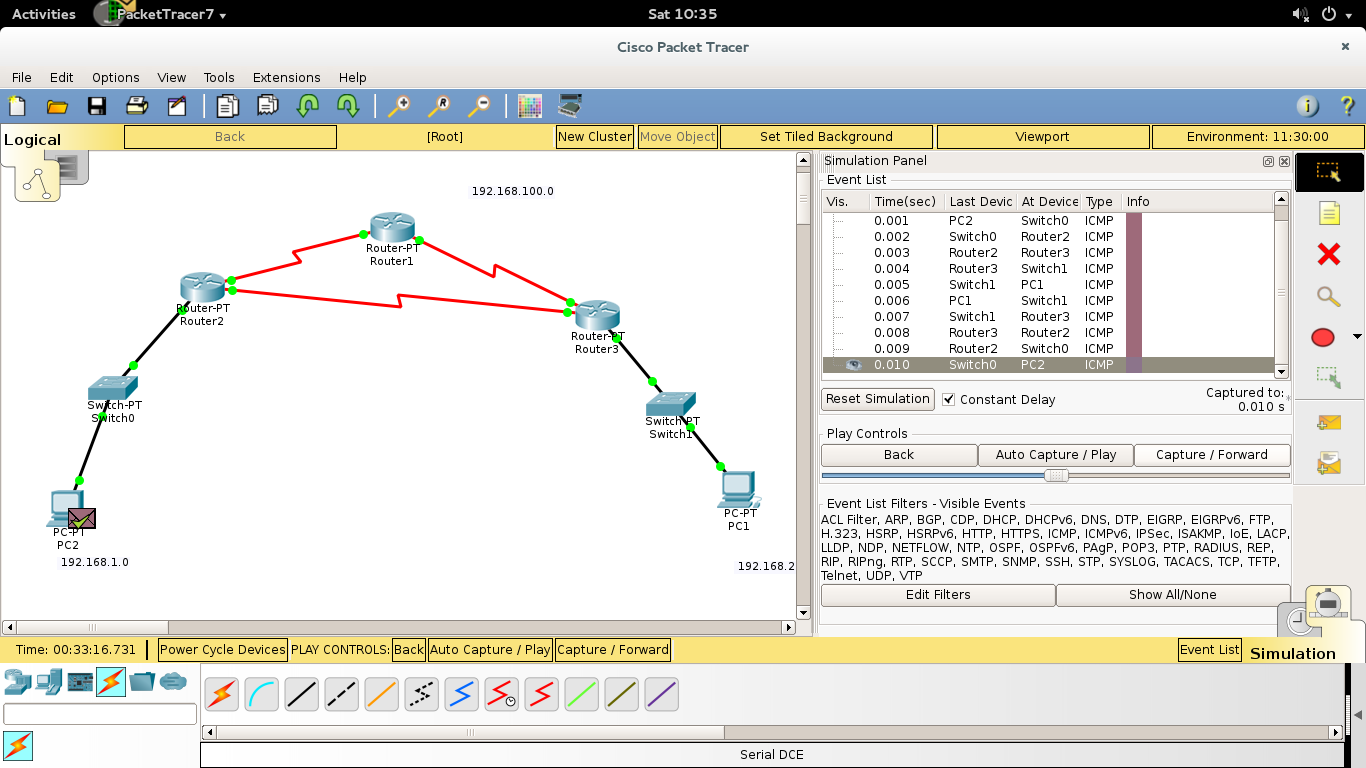 Activities PacketTracer7 Sat 10:35
Cisco Packet Tracer
File Edit Options View Tools Extensions Help
Logical Back [Root] New Cluster Move Object Set Tiled Background Viewport Environment: 11:30:00
192.168.100.0
Router-PT
Router1
Router-PT
Router2
Router-PT
Router3
Switch-PT
Switch0
Switch-PT
Switch1
PC-PT
PC2
192.168.1.0
PC-PT
PC1
192.168.2
Simulation Panel
Event List
Vis. Time(sec) Last Devic At Device Type Info
0.001 PC2 Switch0 ICMP
0.002 Switch0 Router2 ICMP
0.003 Router2 Router3 ICMP
0.004 Router3 Switch1 ICMP
0.005 Switch1 PC1 ICMP
0.006 PC1 Switch1 ICMP
0.007 Switch1 Router3 ICMP
0.008 Router3 Router2 ICMP
0.009 Router2 Switch0 ICMP
0.010 Switch0 PC2 ICMP
Reset Simulation Constant Delay Captured to: *
0.010 s
Play Controls
Back Auto Capture / Play Capture / Forward
Event List Filters - Visible Events
ACL Filter, ARP, BGP, CDP, DHCP, DHCPv6, DNS, DTP, EIGRP, EIGRPv6, FTP,
H.323, HSRP, HSRPv6, HTTP, HTTPS, ICMP, ICMPv6, IPSec, ISAKMP, IoE, LACP,
LLDP, NDP, NETFLOW, NTP, OSPF, OSPFv6, PAgP, POP3, PTP, RADIUS, REP,
RIP, RIPng, RTP, SCCP, SMTP, SNMP, SSH, STP, SYSLOG, TACACS, TCP, TFTP,
Telnet, UDP, VTP
Edit Filters Show All/None
Time: 00:33:16.731 Power Cycle Devices PLAY CONTROLS: Back Auto Capture / Play Capture / Forward Event List Simulation
Serial DCE